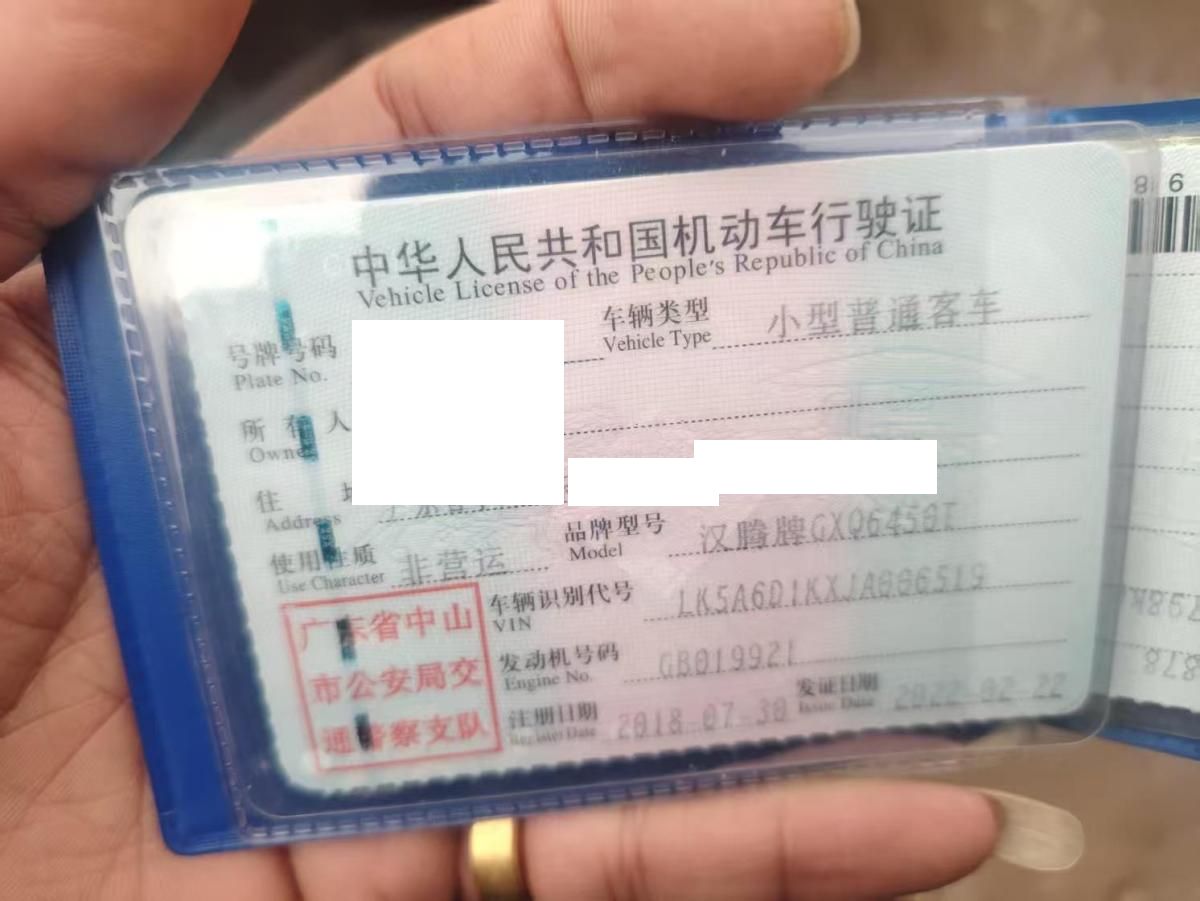 中华人民共和国机动车行驶证
Vehicle License of the People's Republic of China
号牌号码
Plate No.
车辆类型 小型普通客车
Vehicle Type
所有人
Owner
住
Address
使用性质 非营运
Use Character
品牌型号 汉腾牌GXQ6450T
Model
车辆识别代号 LK5A6D1KXJA006519
VIN
发动机号码 GB019921
Engine No.
注册日期 2018-07-30
Register Date
发证日期 2022-02-22
Issue Date
广东省中山
市公安局交
通警察支队